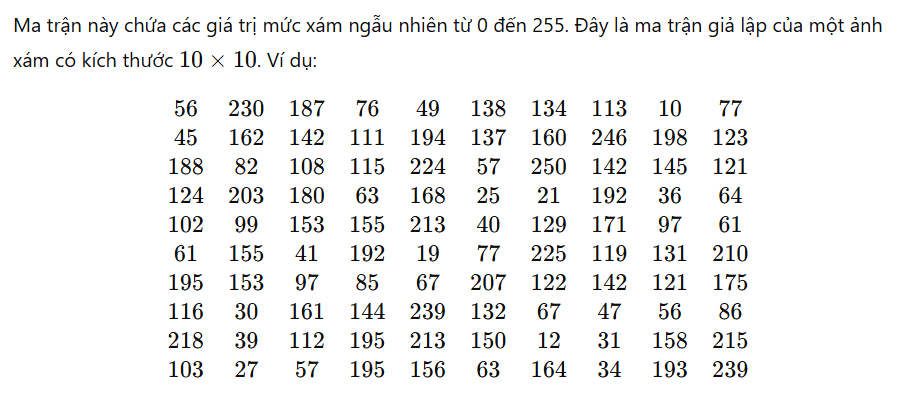 Ma trận này chứa các giá trị mức xám ngẫu nhiên từ 0 đến 255. Đây là ma trận giả lập của một ảnh
xám có kích thước 10 × 10. Ví dụ:
56 230 187 76 49 138 134 113 10 77
45 162 142 111 194 137 160 246 198 123
188 82 108 115 224 57 250 142 145 121
124 203 180 63 168 25 21 192 36 64
102 99 153 155 213 40 129 171 97 61
61 155 41 192 19 77 225 119 131 210
195 153 97 85 67 207 122 142 121 175
116 30 161 144 239 132 67 47 56 86
218 39 112 195 213 150 12 31 158 215
103 27 57 195 156 63 164 34 193 239